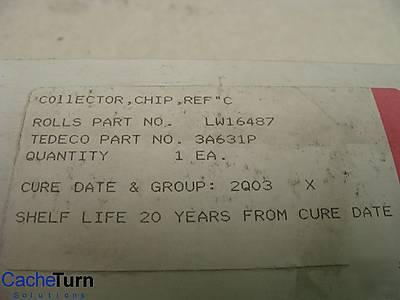 COllECTOR,CHIP,REF"C
ROLLS PART NO. LW16487
TEDECO PART NO. 3A631P
QUANTITY 1 EA.
CURE DATE & GROUP: 2Q03 X
SHELF LIFE 20 YEARS FROM CURE DATE
CacheTurn
Solutions